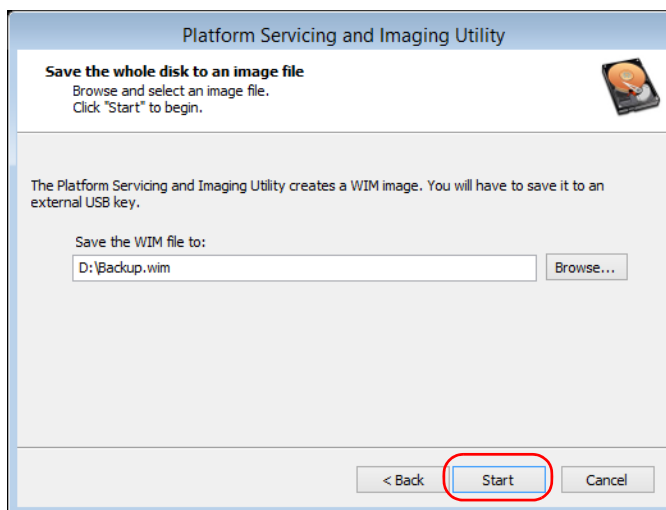 Platform Servicing and Imaging Utility
Save the whole disk to an image file
Browse and select an image file.
Click "Start" to begin.
The Platform Servicing and Imaging Utility creates a WIM image. You will have to save it to an
external USB key.
Save the WIM file to:
D:\Backup.wim
Browse...
< Back
Start
Cancel